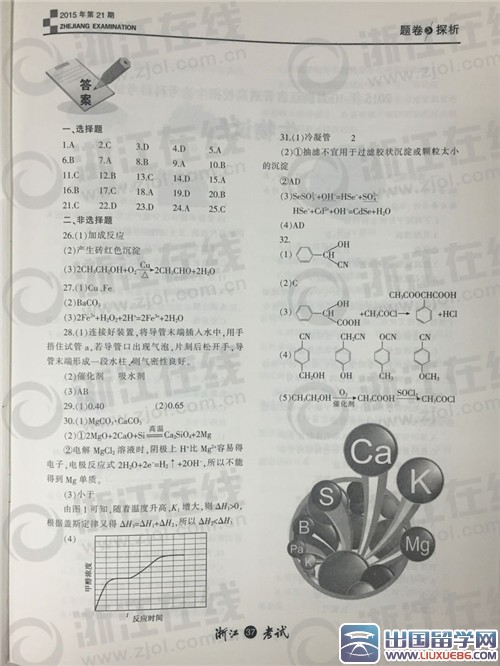 2015年第21期
ZHEJIANG EXAMINATION
题卷 探析
答案
一、选择题
1.A 2.C 3.D 4.D 5.A
6.B 7.A 8.B 9.A 10.B
11.C 12.B 13.C 14.D 15.A
16.B 17.C 18.A 19.D 20.B
21.C 22.D 23.D 24.A 25.C
二、非选择题
26.(1)加成反应
(2)产生砖红色沉淀
(3)2CH₃CH₂OH+O₂ Cu △ 2CH₃CHO+2H₂O
27.(1)Cu、Fe
(2)BaCO₃
(3)2Fe²⁺+H₂O₂+2H⁺=2Fe³⁺+2H₂O
28.(1)连接好装置,将导管末端插入水中,用手
指住试管a,若导管口出现气泡,片刻后松开手,导
管末端形成一段水柱,则气密性良好。
(2)催化剂 吸水剂
(3)AB
29.(1)0.40 (2)0.65
30.(1)MgCO₃·CaCO₃
(2)①2MgO+2CaO+Si 高温 Ca₂SiO₄+2Mg
②电解MgCl₂溶液时,阴极上H⁺比Mg²⁺容易得
电子,电极反应式2H₂O+2e⁻=H₂↑+2OH⁻,所以不能
得到Mg单质。
(3)小于
由图1可知,随着温度升高,K₁增大,则ΔH₁>0,
根据盖斯定律又得ΔH₃=ΔH₁+ΔH₂,所以ΔH₂<ΔH₃
(4)
甲醇浓度
t 反应时间
31.(1)冷凝管 2
(2)①抽滤不宜用于过滤胶状沉淀或颗粒太小
的沉淀
②AD
(3)SeSO₃²⁻+OH⁻=HSe⁻+SO₄²⁻
HSe⁻+Cd²⁺+OH⁻=CdSe+H₂O
(4)AD
32.
(1) OH CN
(2)C
(3) OH COOH +CH₃COCl → CH₃COOCHCOOH +HCl
(4) CN CH₂OH CH₂CN OH CN OCH₃ CN CH₃
(5)CH₃CH₂OH O₂ 催化剂 CH₃COOH SOCl₂ CH₃COCl
Ca
K
S
B
Mg
Pa
K
浙江 37 考试
浙江在线
www.zjol.com.cn
出国留学网
WWW.LIUXUE86.COM